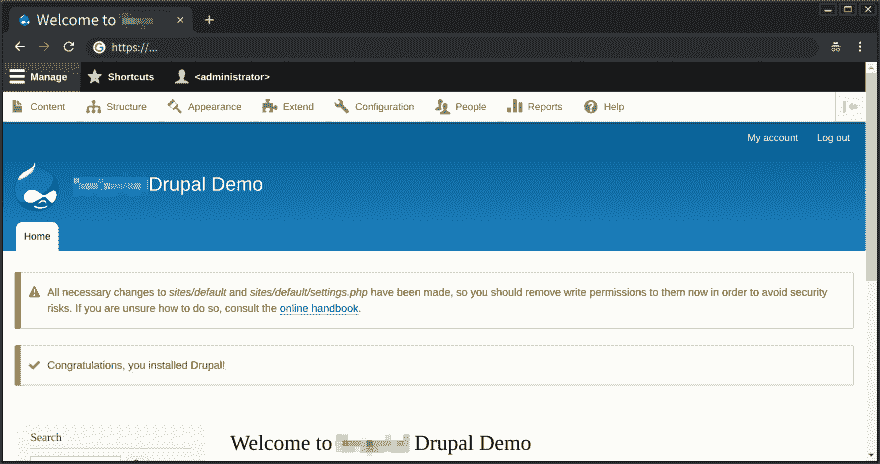 Welcome to
https://...
Manage Shortcuts <administrator>
Content Structure Appearance Extend Configuration People Reports Help
My account Log out
Drupal Demo
Home
All necessary changes to sites/default and sites/default/settings.php have been made, so you should remove write permissions to them now in order to avoid security
risks. If you are unsure how to do so, consult the online handbook.
Congratulations, you installed Drupal!
Search
Welcome to Drupal Demo